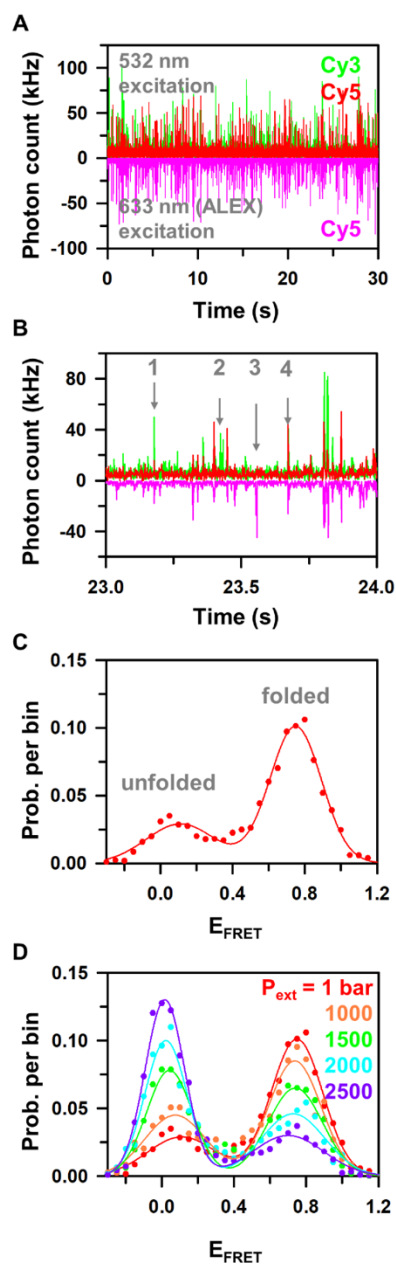 A
532 nm
excitation
Cy3
Cy5
100
50
0
-50
-100
Photon count (kHz)
633 nm (ALEX)
excitation
Cy5
0 10 20 30
Time (s)
B
80
40
0
-40
Photon count (kHz)
1 2 3 4
23.0 23.5 24.0
Time (s)
C
0.15
0.10
0.05
0.00
Prob. per bin
folded
unfolded
0.0 0.4 0.8 1.2
EFRET
D
0.15
0.10
0.05
0.00
Prob. per bin
Pext = 1 bar
1000
1500
2000
2500
0.0 0.4 0.8 1.2
EFRET